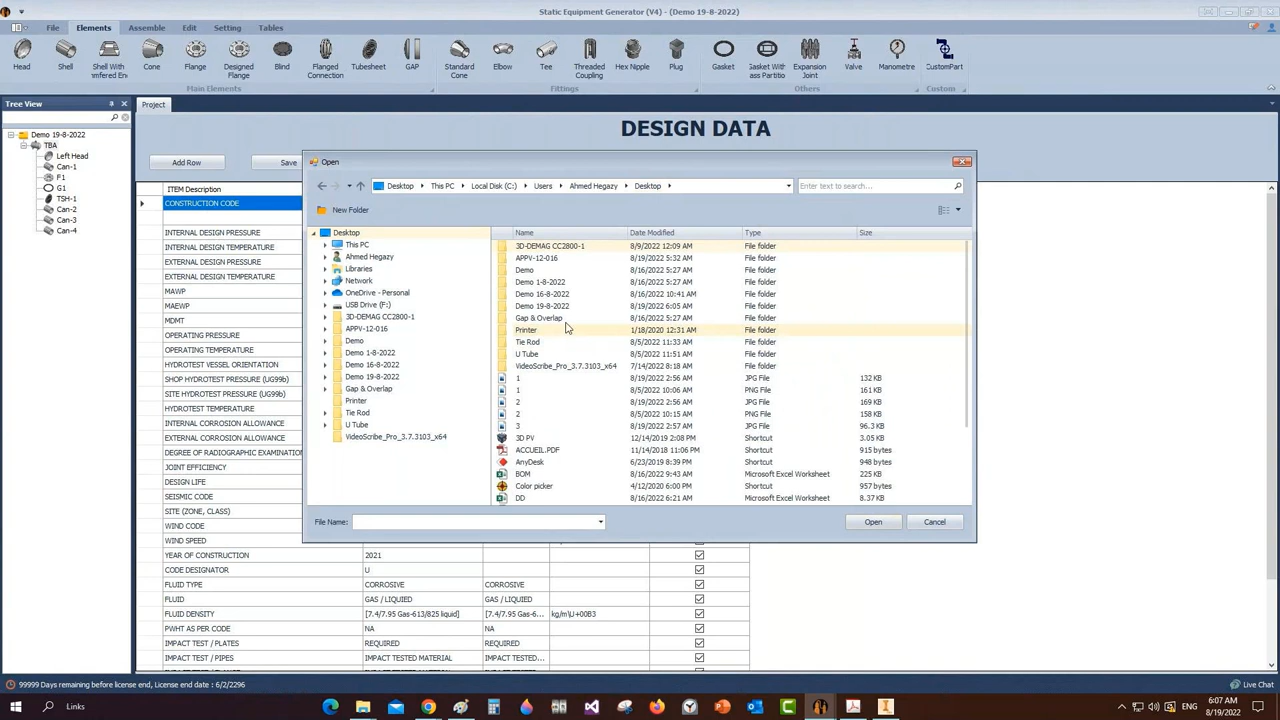 Static Equipment Generator (V4) - (Demo 19-8-2022)
File Elements Assemble Edit Setting Tables
Head Shell Shell With Cone Flange Designed Flange Blind Flanged Connection Tubesheet GAP Standard Cone Elbow Tee Threaded Coupling Hex Nipple Plug Gasket Gasket With Expansion Joint Valve Manometre CustomPart
Main Elements Fittings Others Custom
Tree View
Project
Demo 19-8-2022
TBA
Left Head
Can-1
F1
G1
TSH-1
Can-2
Can-3
Can-4
DESIGN DATA
Add Row Save
ITEM Description
CONSTRUCTION CODE
INTERNAL DESIGN PRESSURE
INTERNAL DESIGN TEMPERATURE
EXTERNAL DESIGN PRESSURE
EXTERNAL DESIGN TEMPERATURE
MAWP
MAEWP
MDMT
OPERATING PRESSURE
OPERATING TEMPERATURE
HYDROTEST VESSEL ORIENTATION
SHOP HYDROTEST PRESSURE (UG99b)
SITE HYDROTEST PRESSURE (UG99b)
HYDROTEST TEMPERATURE
INTERNAL CORROSION ALLOWANCE
EXTERNAL CORROSION ALLOWANCE
DEGREE OF RADIOGRAPHIC EXAMINATION
JOINT EFFICIENCY
DESIGN LIFE
SEISMIC CODE
SITE (ZONE, CLASS)
WIND CODE
WIND SPEED
YEAR OF CONSTRUCTION 2021
CODE DESIGNATOR U
FLUID TYPE CORROSIVE CORROSIVE
FLUID GAS / LIQUIED GAS / LIQUIED
FLUID DENSITY [7.4/7.95 Gas-613/825 liquid] [7.4/7.95 Gas-6... kg/m\U+00B3
PWHT AS PER CODE NA NA
IMPACT TEST / PLATES REQUIRED REQUIRED
IMPACT TEST / PIPES IMPACT TESTED MATERIAL IMPACT TESTED...
Open
Desktop This PC Local Disk (C:) Users Ahmed Hegazy Desktop Enter text to search...
New Folder
Desktop
This PC
Ahmed Hegazy
Libraries
Network
OneDrive - Personal
USB Drive (F:)
3D-DEMAG CC2800-1
APPV-12-016
Demo
Demo 1-8-2022
Demo 16-8-2022
Demo 19-8-2022
Gap & Overlap
Printer
Tie Rod
U Tube
VideoScribe_Pro_3.7.3103_x64
Name Date Modified Type Size
3D-DEMAG CC2800-1 8/9/2022 12:09 AM File folder
APPV-12-016 8/19/2022 5:32 AM File folder
Demo 8/16/2022 5:27 AM File folder
Demo 1-8-2022 8/16/2022 5:27 AM File folder
Demo 16-8-2022 8/16/2022 10:41 AM File folder
Demo 19-8-2022 8/19/2022 6:05 AM File folder
Gap & Overlap 8/16/2022 5:27 AM File folder
Printer 1/18/2020 12:31 AM File folder
Tie Rod 8/5/2022 11:33 AM File folder
U Tube 8/5/2022 11:51 AM File folder
VideoScribe_Pro_3.7.3103_x64 7/14/2022 8:18 AM File folder
1 8/19/2022 2:56 AM JPG File 132 KB
1 8/5/2022 10:06 AM PNG File 161 KB
2 8/19/2022 2:56 AM JPG File 169 KB
2 8/5/2022 10:15 AM PNG File 158 KB
3 8/19/2022 2:57 AM JPG File 96.3 KB
3D PV 12/14/2019 2:08 PM Shortcut 3.05 KB
ACCUEIL.PDF 11/14/2018 11:06 PM Shortcut 915 bytes
AnyDesk 6/23/2019 8:39 PM Shortcut 948 bytes
BOM 8/16/2022 9:43 AM Microsoft Excel Worksheet 225 KB
Color picker 4/12/2020 6:00 PM Shortcut 957 bytes
DD 8/16/2022 6:21 AM Microsoft Excel Worksheet 8.37 KB
File Name: Open Cancel
99999 Days remaining before license end, License end date : 6/2/2296 Live Chat
Links
6:07 AM
8/19/2022